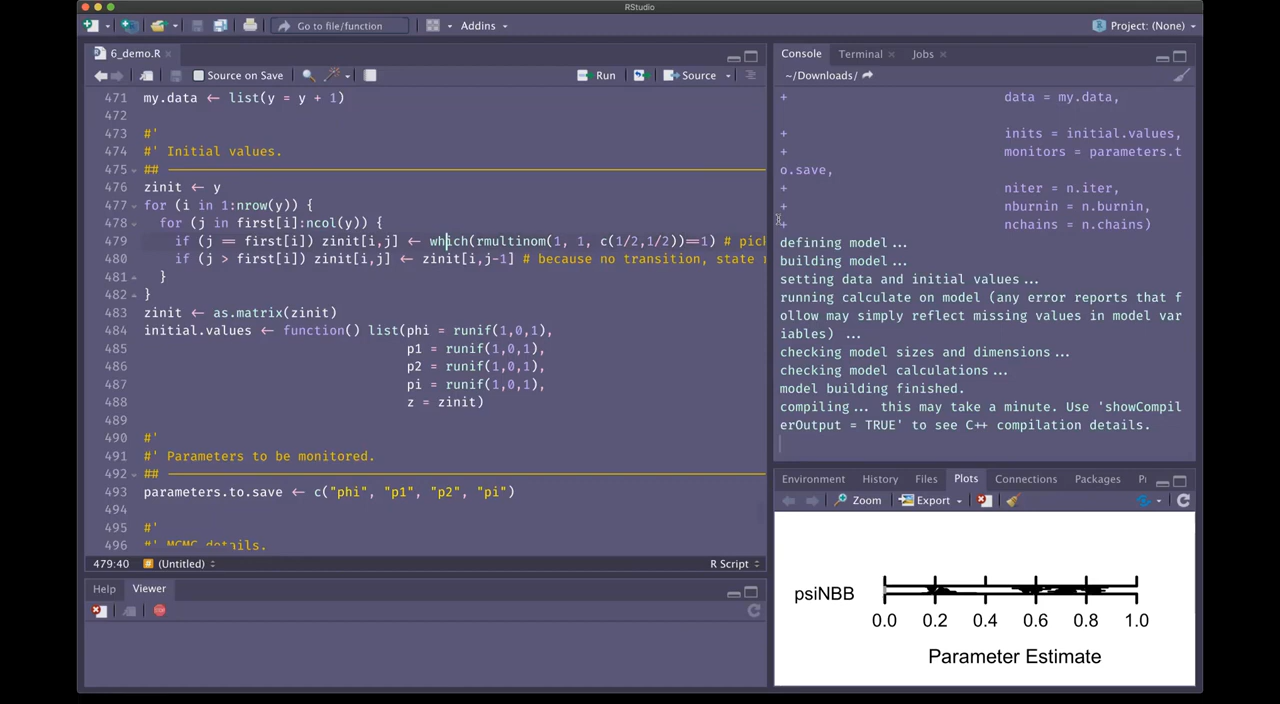 RStudio
Go to file/function
Addins
Project: (None)
6_demo.R
Source on Save
Run
Source
471 my.data ← list(y = y + 1)
472
473 #'
474 #' Initial values.
475 ##
476 zinit ← y
477 for (i in 1:nrow(y)) {
478 for (j in first[i]:ncol(y)) {
479 if (j == first[i]) zinit[i,j] ← which(rmultinom(1, 1, c(1/2,1/2))==1) # pick
480 if (j > first[i]) zinit[i,j] ← zinit[i,j-1] # because no transition, state
481 }
482 }
483 zinit ← as.matrix(zinit)
484 initial.values ← function() list(phi = runif(1,0,1),
485 p1 = runif(1,0,1),
486 p2 = runif(1,0,1),
487 pi = runif(1,0,1),
488 z = zinit)
489
490 #'
491 #' Parameters to be monitored.
492 ##
493 parameters.to.save ← c("phi", "p1", "p2", "pi")
494
495 #'
496 #' MCMC details.
479:40
(Untitled)
R Script
Help
Viewer
Console
Terminal
Jobs
~/Downloads/
+ data = my.data,
+ inits = initial.values,
+ monitors = parameters.t
o.save,
+ niter = n.iter,
+ nburnin = n.burnin,
+ nchains = n.chains)
defining model...
building model...
setting data and initial values...
running calculate on model (any error reports that f
ollow may simply reflect missing values in model var
iables) ...
checking model sizes and dimensions...
checking model calculations...
model building finished.
compiling... this may take a minute. Use 'showCompil
erOutput = TRUE' to see C++ compilation details.
Environment
History
Files
Plots
Connections
Packages
Zoom
Export
psiNBB
0.0 0.2 0.4 0.6 0.8 1.0
Parameter Estimate